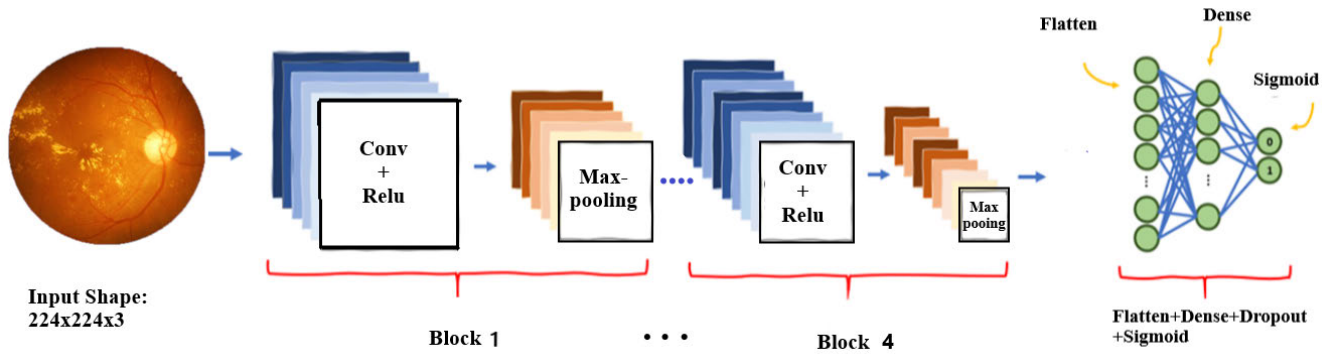 Input Shape:
224x224x3
Conv
+
Relu
Max-
pooling
Block 1
Conv
+
Relu
Max
pooing
Block 4
Flatten
Dense
Sigmoid
0
1
Flatten+Dense+Dropout
+Sigmoid